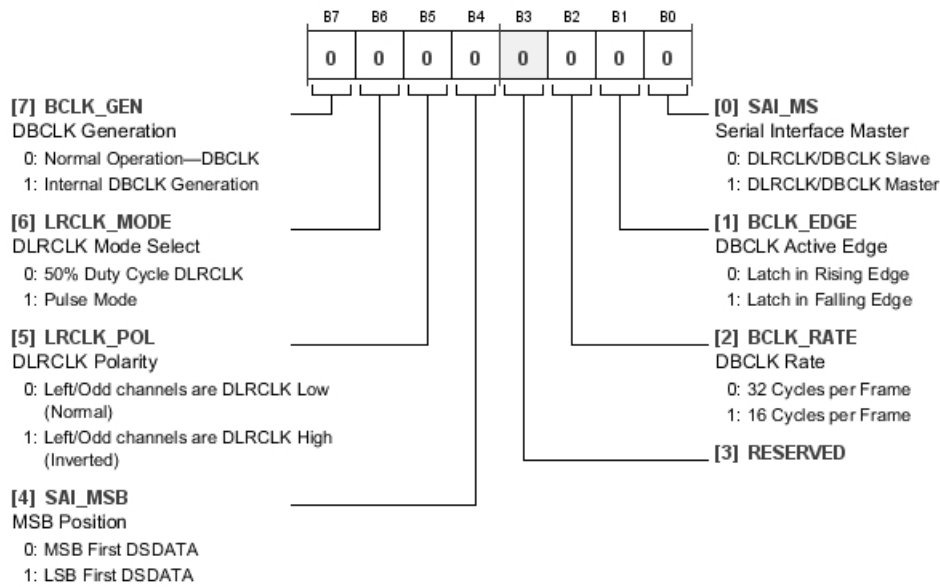 B7 B6 B5 B4 B3 B2 B1 B0
0 0 0 0 0 0 0 0
[7] BCLK_GEN
DBCLK Generation
0: Normal Operation—DBCLK
1: Internal DBCLK Generation
[6] LRCLK_MODE
DLRCLK Mode Select
0: 50% Duty Cycle DLRCLK
1: Pulse Mode
[5] LRCLK_POL
DLRCLK Polarity
0: Left/Odd channels are DLRCLK Low
(Normal)
1: Left/Odd channels are DLRCLK High
(Inverted)
[4] SAI_MSB
MSB Position
0: MSB First DSDATA
1: LSB First DSDATA
[0] SAI_MS
Serial Interface Master
0: DLRCLK/DBCLK Slave
1: DLRCLK/DBCLK Master
[1] BCLK_EDGE
DBCLK Active Edge
0: Latch in Rising Edge
1: Latch in Falling Edge
[2] BCLK_RATE
DBCLK Rate
0: 32 Cycles per Frame
1: 16 Cycles per Frame
[3] RESERVED